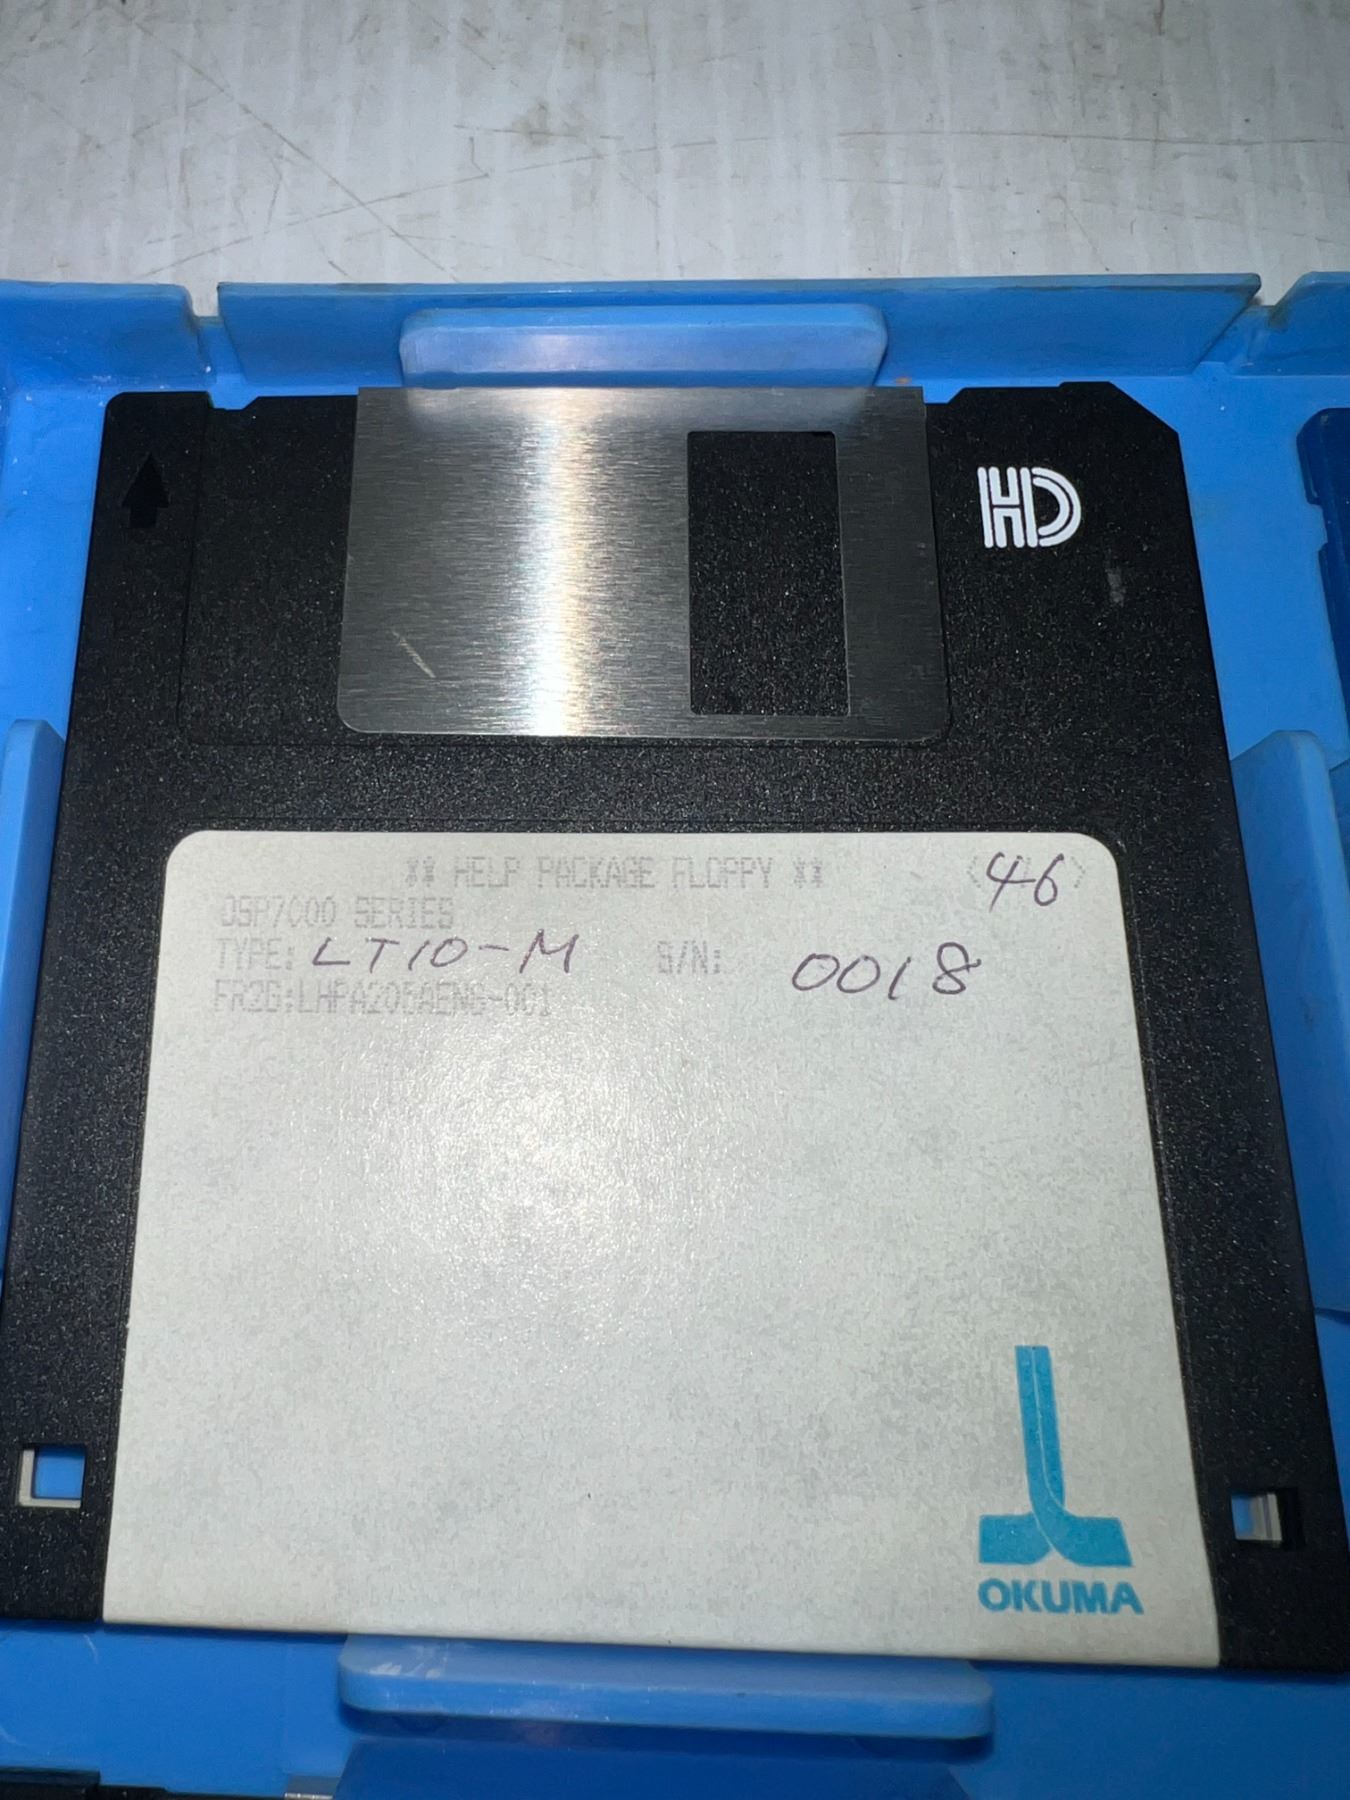 HD
** HELP PACKAGE FLOPPY ** < 46 >
OSP7000 SERIES
TYPE: LT10-M S/N: 0018
FR2G:LHPA205AENG-001
OKUMA